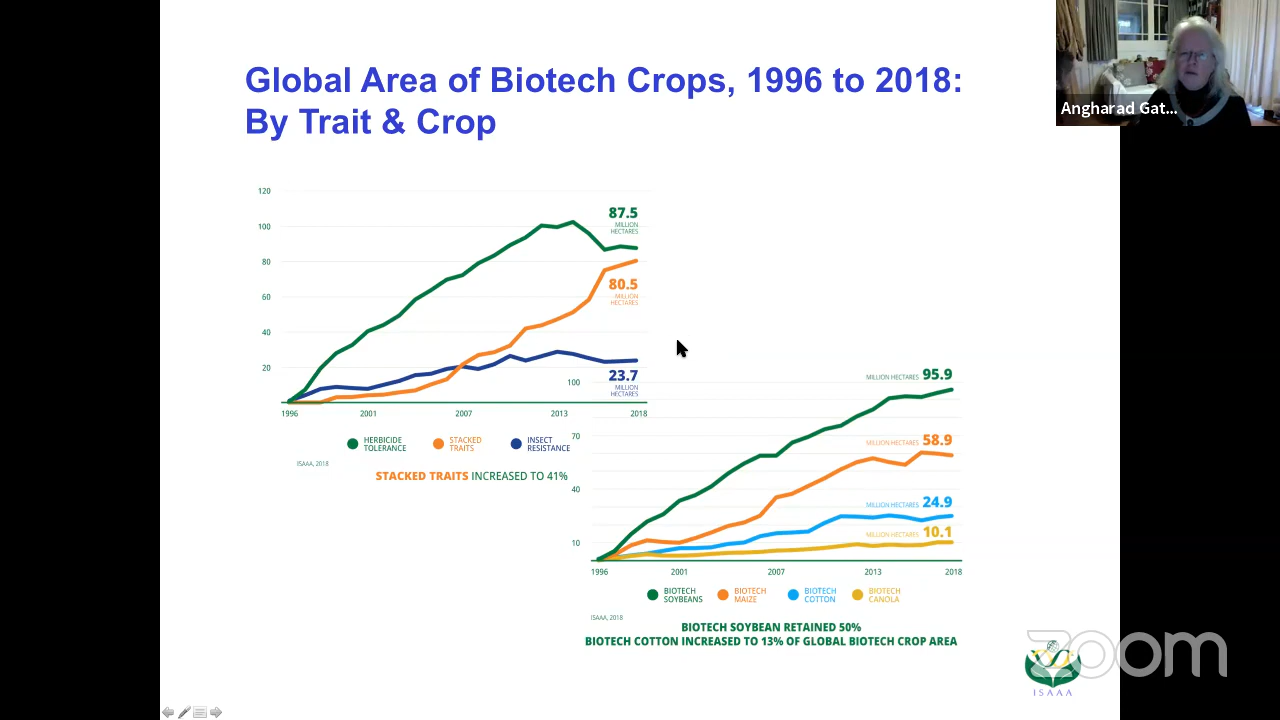 Global Area of Biotech Crops, 1996 to 2018:
By Trait & Crop
Angharad Gat...
120
100
80
60
40
20
87.5
MILLION
HECTARES
80.5
MILLION
HECTARES
23.7
MILLION
HECTARES
1996 2001 2007 2013 2018
HERBICIDE
TOLERANCE
STACKED
TRAITS
INSECT
RESISTANCE
ISAAA, 2018
STACKED TRAITS INCREASED TO 41%
100
70
40
10
MILLION HECTARES 95.9
MILLION HECTARES 58.9
MILLION HECTARES 24.9
MILLION HECTARES 10.1
1996 2001 2007 2013 2018
BIOTECH
SOYBEANS
BIOTECH
MAIZE
BIOTECH
COTTON
BIOTECH
CANOLA
ISAAA, 2018
BIOTECH SOYBEAN RETAINED 50%
BIOTECH COTTON INCREASED TO 13% OF GLOBAL BIOTECH CROP AREA
zoom
ISAAA